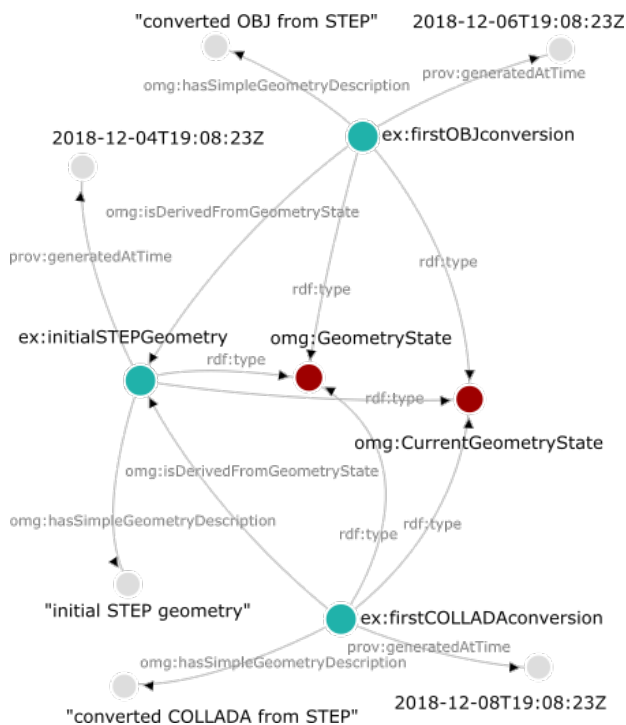 "converted OBJ from STEP"
2018-12-06T19:08:23Z
prov:generatedAtTime
omg:hasSimpleGeometryDescription
ex:firstOBJconversion
2018-12-04T19:08:23Z
omg:isDerivedFromGeometryState
prov:generatedAtTime
rdf:type
rdf:type
ex:initialSTEPGeometry
omg:GeometryState
rdf:type
rdf:type
omg:CurrentGeometryState
omg:isDerivedFromGeometryState
omg:hasSimpleGeometryDescription
rdf:type
rdf:type
"initial STEP geometry"
ex:firstCOLLADAconversion
prov:generatedAtTime
omg:hasSimpleGeometryDescription
2018-12-08T19:08:23Z
"converted COLLADA from STEP"